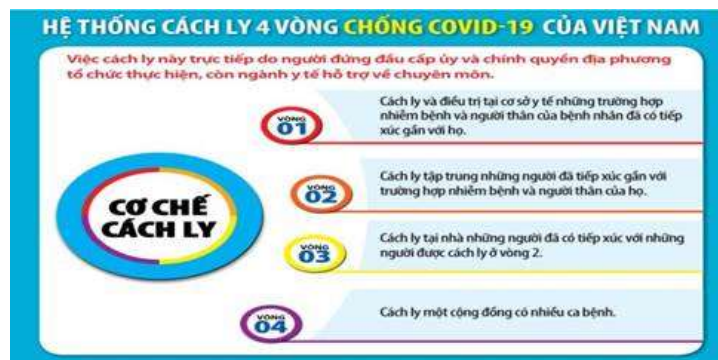 HỆ THỐNG CÁCH LY 4 VÒNG CHỐNG COVID-19 CỦA VIỆT NAM
Việc cách ly này trực tiếp do người đứng đầu cấp ủy và chính quyền địa phương
tổ chức thực hiện, còn ngành y tế hỗ trợ về chuyên môn.
CƠ CHẾ
CÁCH LY
VÒNG
01
Cách ly và điều trị tại cơ sở y tế những trường hợp
nhiễm bệnh và người thân của bệnh nhân đã có tiếp
xúc gần với họ.
VÒNG
02
Cách ly tập trung những người đã tiếp xúc gần với
trường hợp nhiễm bệnh và người thân của họ.
VÒNG
03
Cách ly tại nhà những người đã có tiếp xúc với những
người được cách ly ở vòng 2.
VÒNG
04
Cách ly một cộng đồng có nhiều ca bệnh.